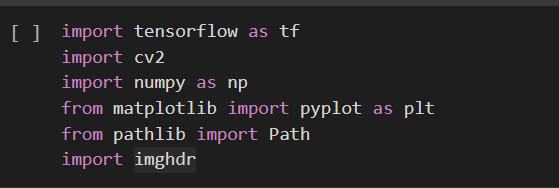 [ ] import tensorflow as tf
import cv2
import numpy as np
from matplotlib import pyplot as plt
from pathlib import Path
import imghdr